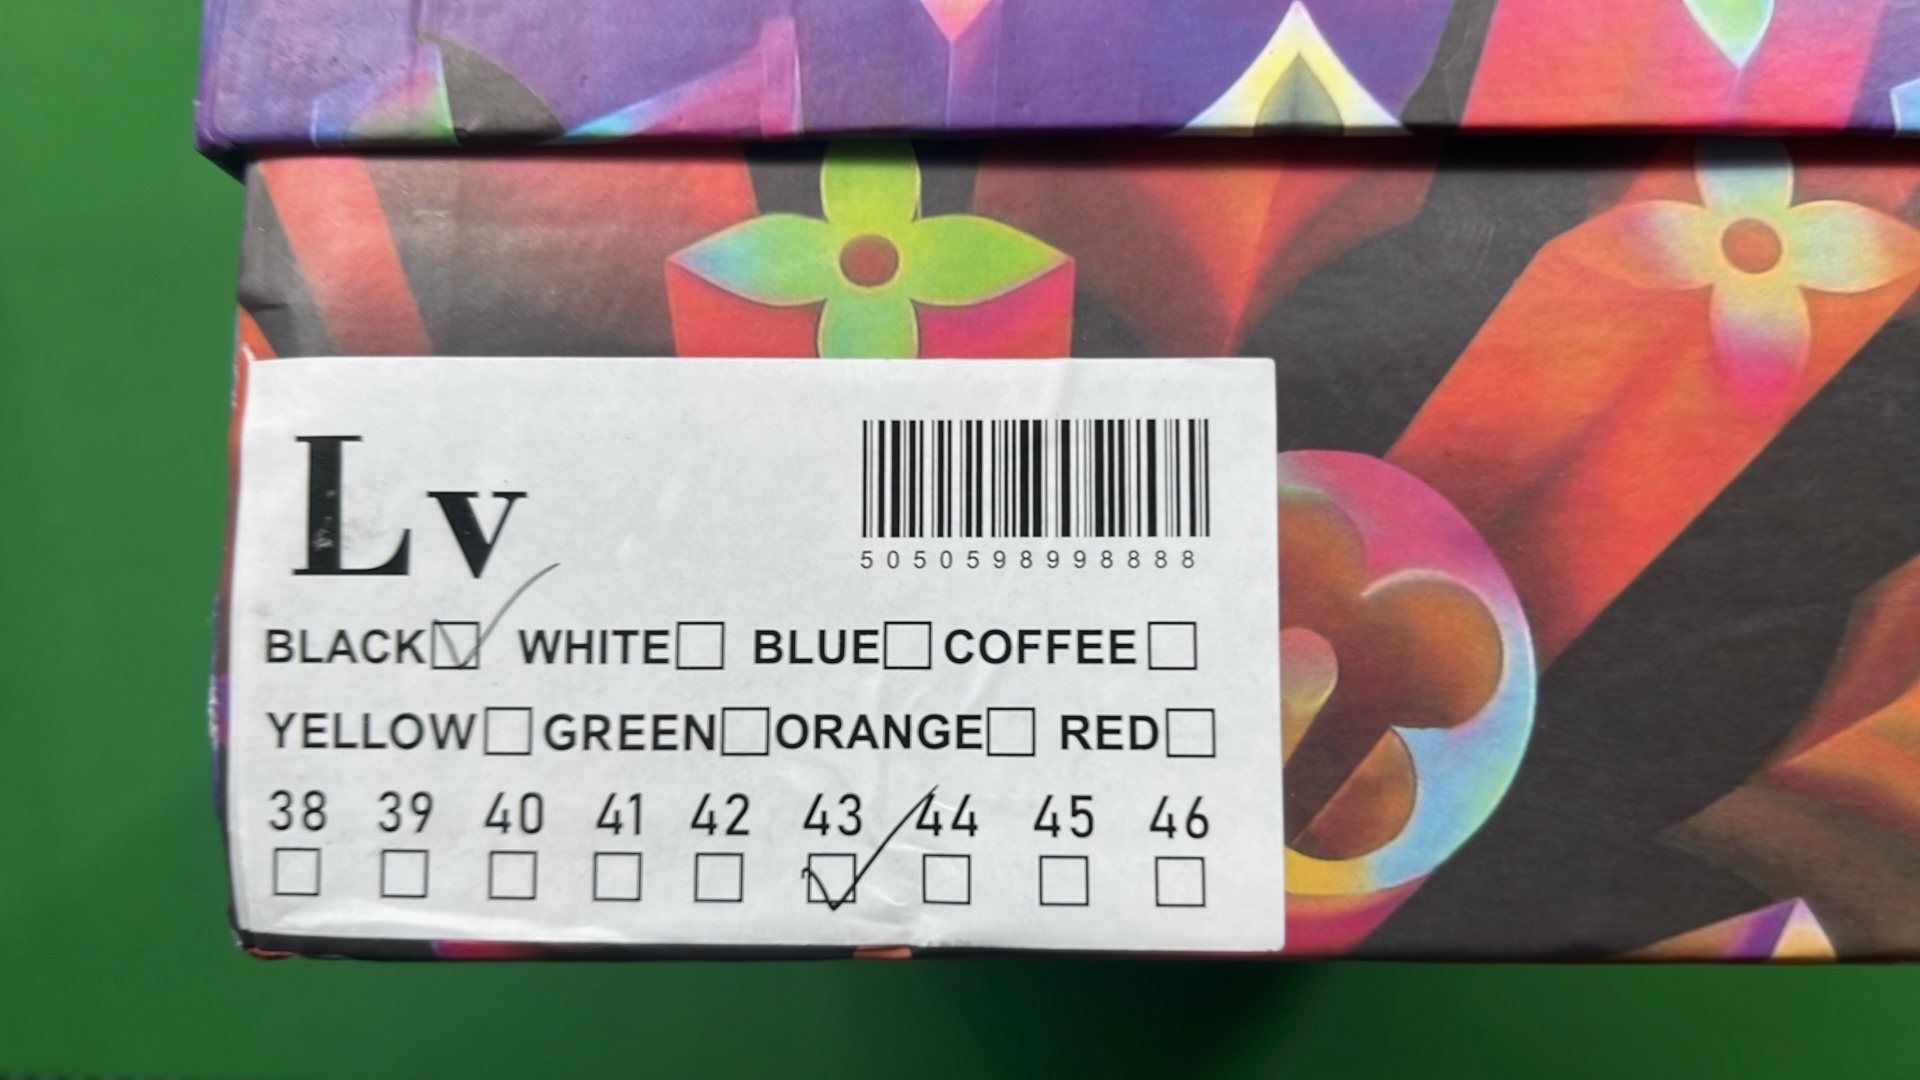 Lv
5050598998888
BLACK WHITE BLUE COFFEE
YELLOW GREEN ORANGE RED
38 39 40 41 42 43 44 45 46